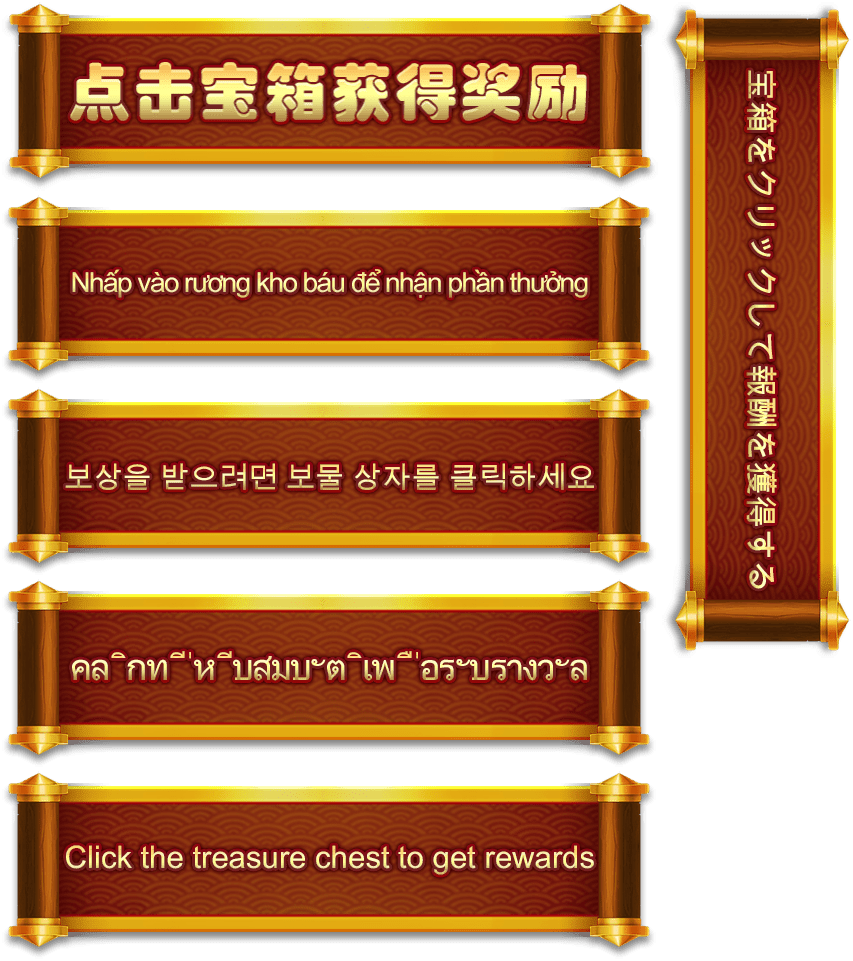 点击宝箱获得奖励
Nhấp vào rương kho báu để nhận phần thưởng
보상을 받으려면 보물 상자를 클릭하세요
คล ิกท ี่ห ีบสมบ ัต ิเพ ื่อร ับรางว ัล
Click the treasure chest to get rewards
宝箱をクリックして報酬を獲得する